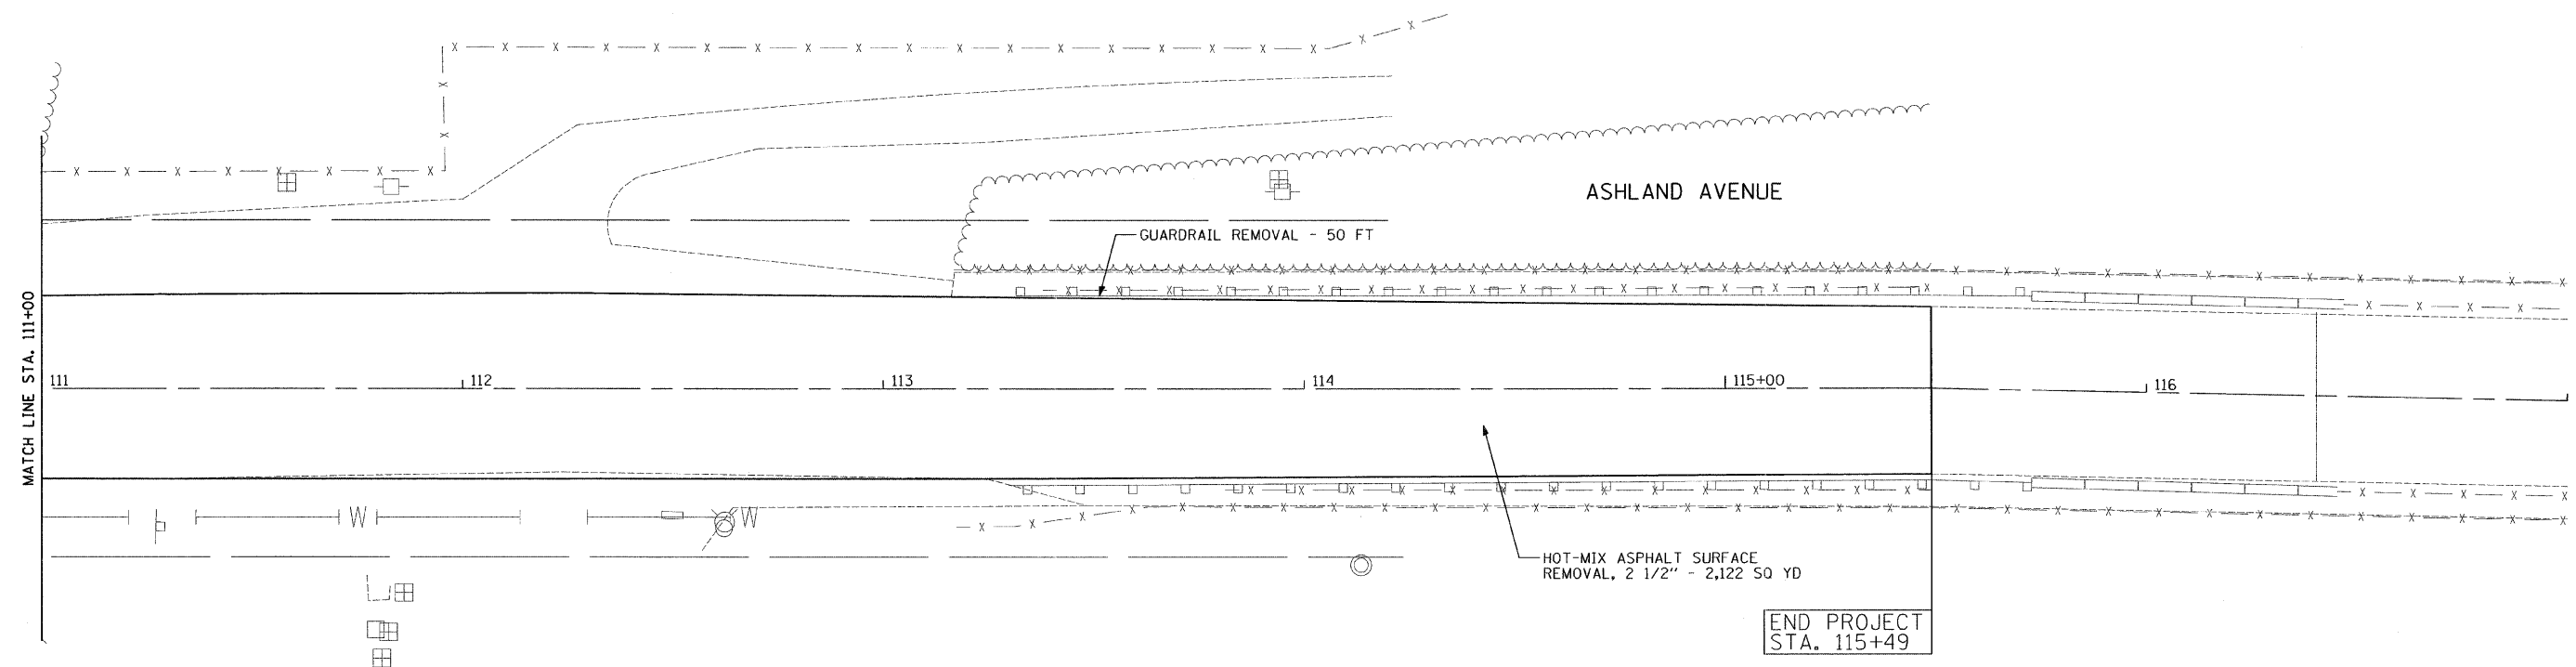 ASHLAND AVENUE
GUARDRAIL REMOVAL - 50 FT
MATCH LINE STA. 111+00
111
112
113
114
115+00
116
W
W
HOT-MIX ASPHALT SURFACE
REMOVAL, 2 1/2" - 2,122 SQ YD
END PROJECT
STA. 115+49